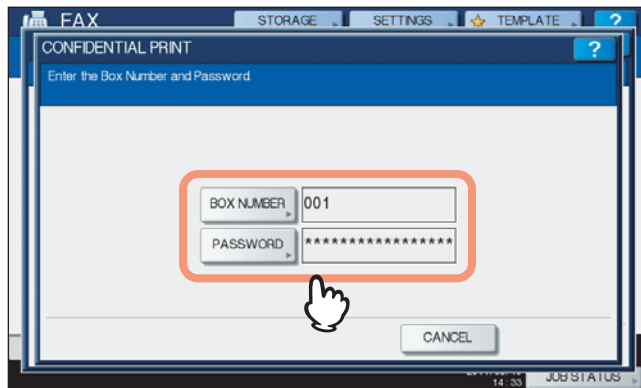 FAX STORAGE SETTINGS TEMPLATE ?
CONFIDENTIAL PRINT ?
Enter the Box Number and Password.
BOX NUMBER 001
PASSWORD *****************
CANCEL
14:33 JOB STATUS